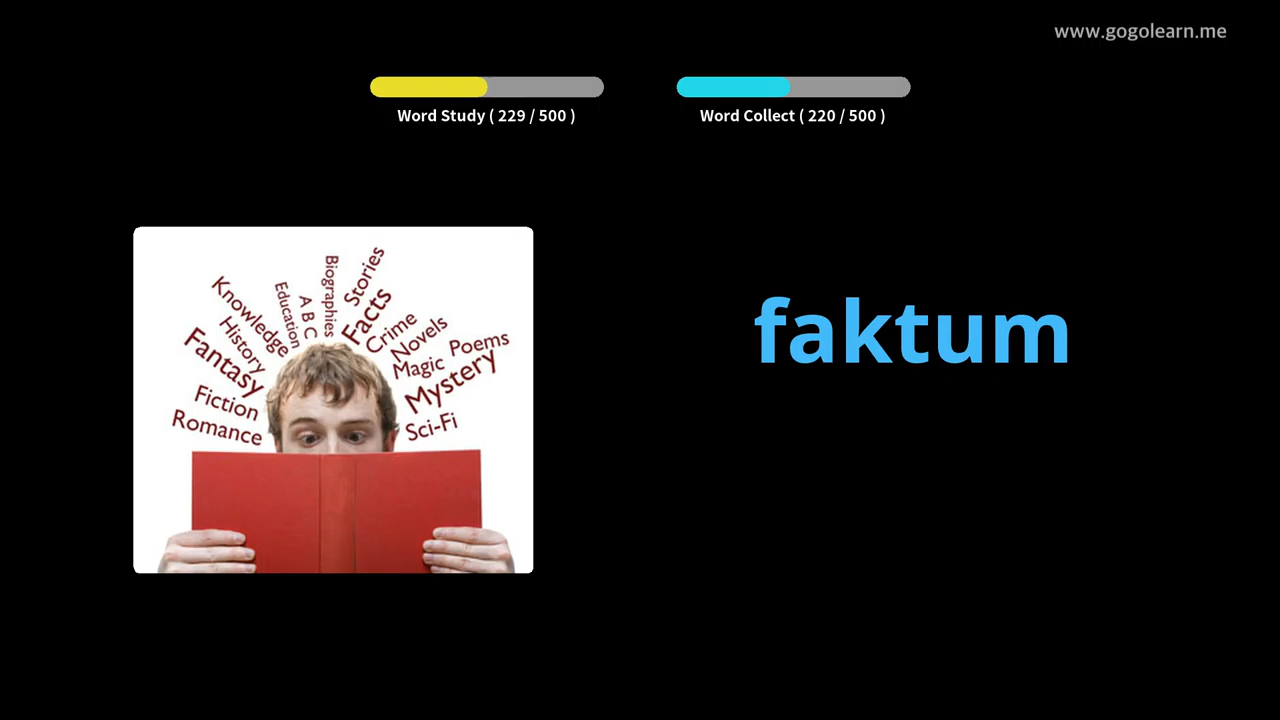 www.gogolearn.me
Word Study ( 229 / 500 )
Word Collect ( 220 / 500 )
Romance
Fiction
Fantasy
History
Knowledge
Education
A B C
Biographies
Stories
Facts
Crime
Novels
Magic
Poems
Mystery
Sci-Fi
faktum